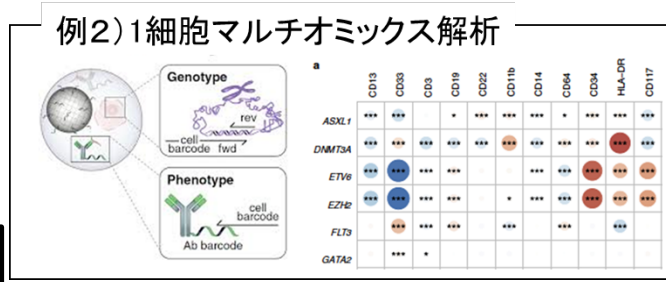 例２）１細胞マルチオミックス解析
Genotype
rev
cell
barcode fwd
Phenotype
cell
barcode
Ab barcode
a
CD13 CD33 CD3 CD19 CD22 CD11b CD14 CD64 CD34 HLA-DR CD117
ASXL1 *** *** * *** *** *** * *** *** ***
DNMT3A *** *** *** *** *** *** *** *** *** *** ***
ETV6 *** *** *** *** *** *** *** *** ***
EZH2 *** *** *** *** * *** *** *** *** ***
FLT3 *** *** *** *** *** ***
GATA2 *** *